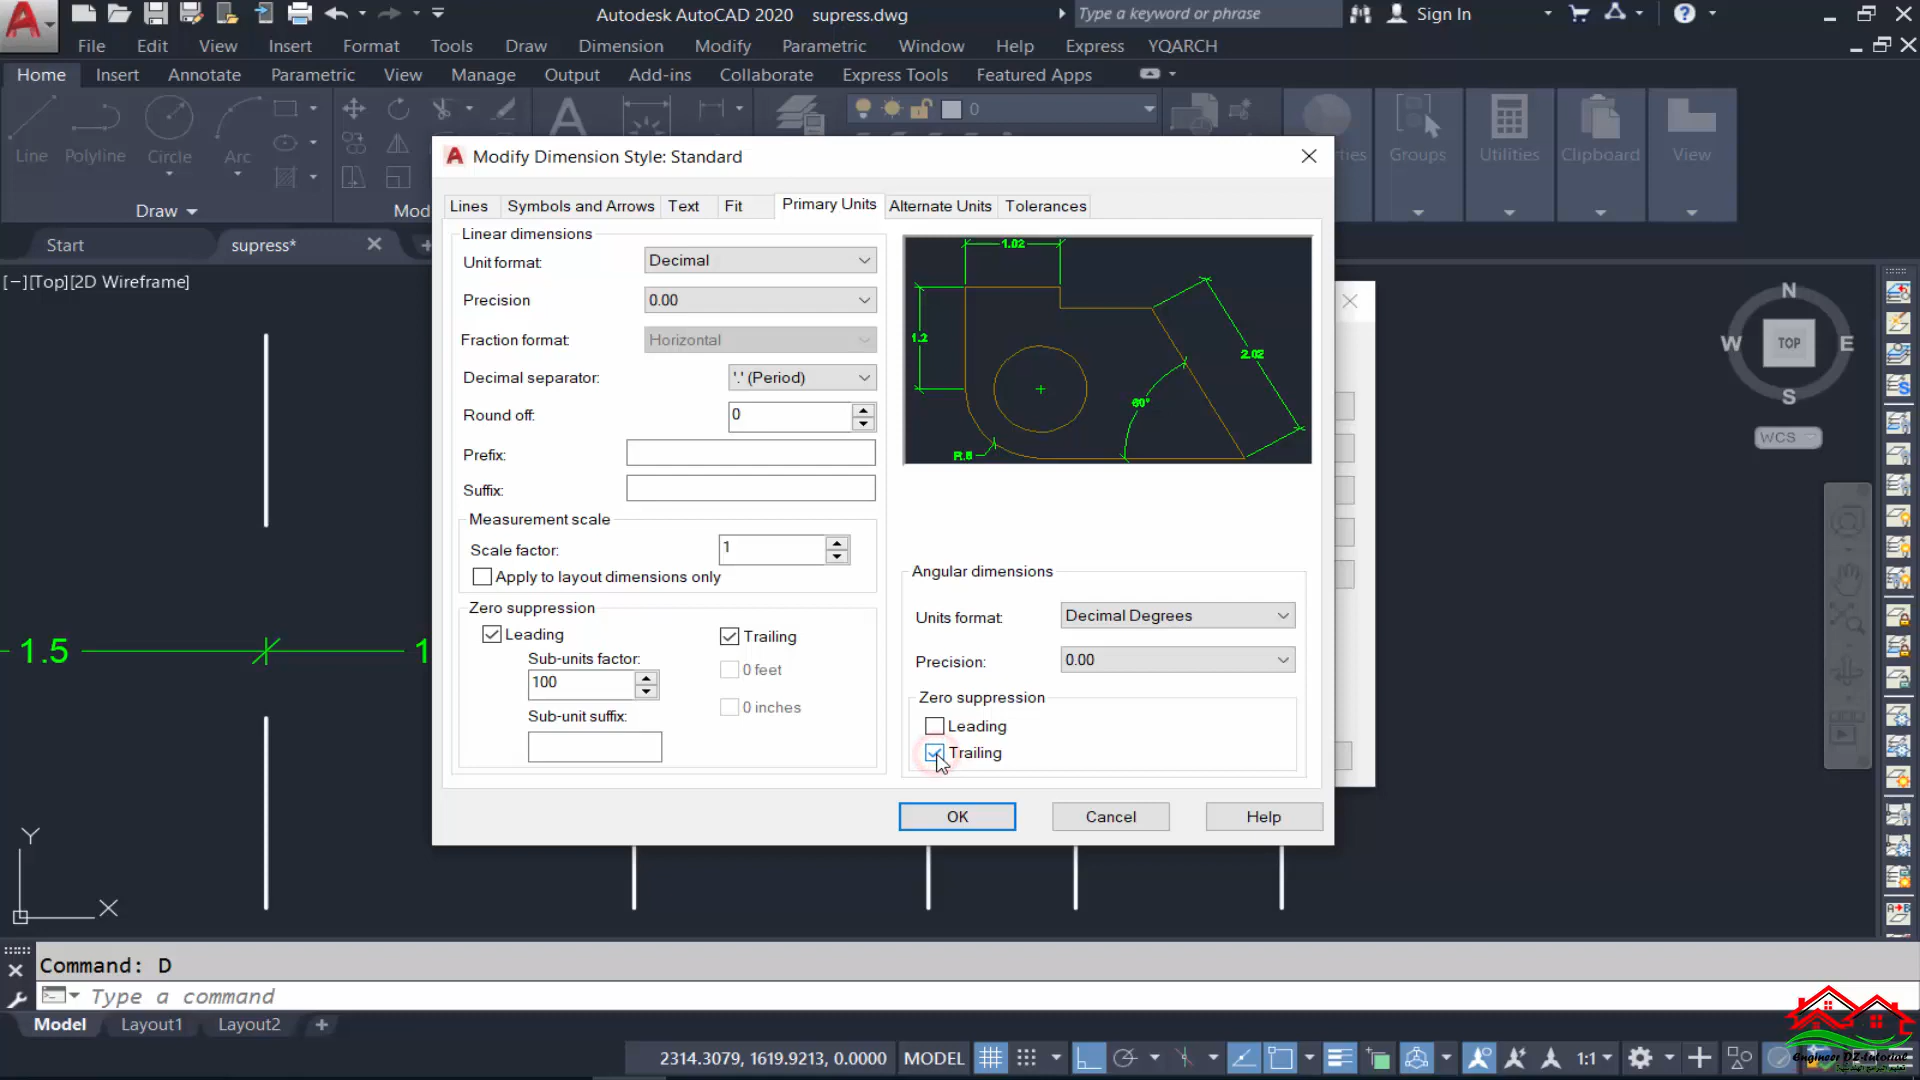 Autodesk AutoCAD 2020 supress.dwg
Type a keyword or phrase
Sign In
File Edit View Insert Format Tools Draw Dimension Modify Parametric Window Help Express YQARCH
Home Insert Annotate Parametric View Manage Output Add-ins Collaborate Express Tools Featured Apps
0
Line Polyline Circle Arc
Groups Utilities Clipboard View
Draw
Start supress*
[−][Top][2D Wireframe]
Modify Dimension Style: Standard
Lines Symbols and Arrows Text Fit Primary Units Alternate Units Tolerances
Linear dimensions
Unit format: Decimal
Precision 0.00
Fraction format: Horizontal
Decimal separator: '.' (Period)
Round off: 0
Prefix:
Suffix:
Measurement scale
Scale factor: 1
Apply to layout dimensions only
Zero suppression
Leading
Trailing
Sub-units factor:
100
0 feet
0 inches
Sub-unit suffix:
1.02
1.2
2.02
60°
R.5
Angular dimensions
Units format: Decimal Degrees
Precision: 0.00
Zero suppression
Leading
Trailing
OK Cancel Help
N
W TOP E
S
WCS
1.5
1
Y
X
Command: D
Type a command
Model Layout1 Layout2
2314.3079, 1619.9213, 0.0000 MODEL
1:1
Engineer DZ-tutorial